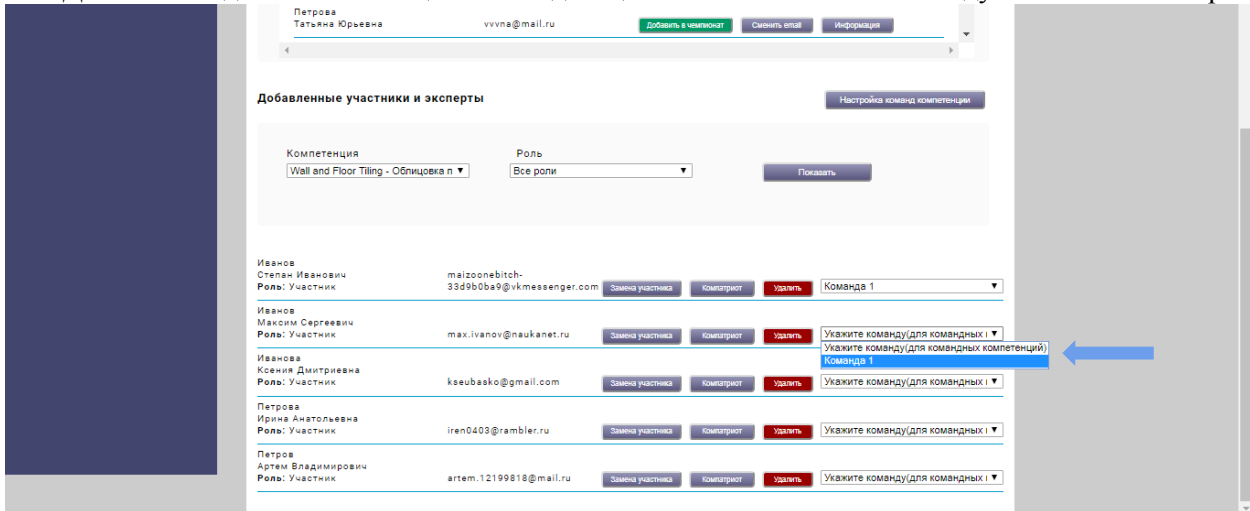 Петрова
Татьяна Юрьевна vvvna@mail.ru Добавить в чемпионат Сменить email Информация
Добавленные участники и эксперты Настройка команд компетенции
Компетенция Роль
Wall and Floor Tiling - Облицовка п Все роли Показать
Иванов
Степан Иванович maizoonebitch-
Роль: Участник 33d9b0ba9@vkmessenger.com Замена участника Компатриот Удалить Команда 1
Иванов
Максим Сергеевич
Роль: Участник max.ivanov@naukanet.ru Замена участника Компатриот Удалить Укажите команду(для командных
Укажите команду(для командных компетенций)
Иванова Команда 1
Ксения Дмитриевна
Роль: Участник kseubasko@gmail.com Замена участника Компатриот Удалить Укажите команду(для командных
Петрова
Ирина Анатольевна
Роль: Участник iren0403@rambler.ru Замена участника Компатриот Удалить Укажите команду(для командных
Петров
Артем Владимирович
Роль: Участник artem.12199818@mail.ru Замена участника Компатриот Удалить Укажите команду(для командных